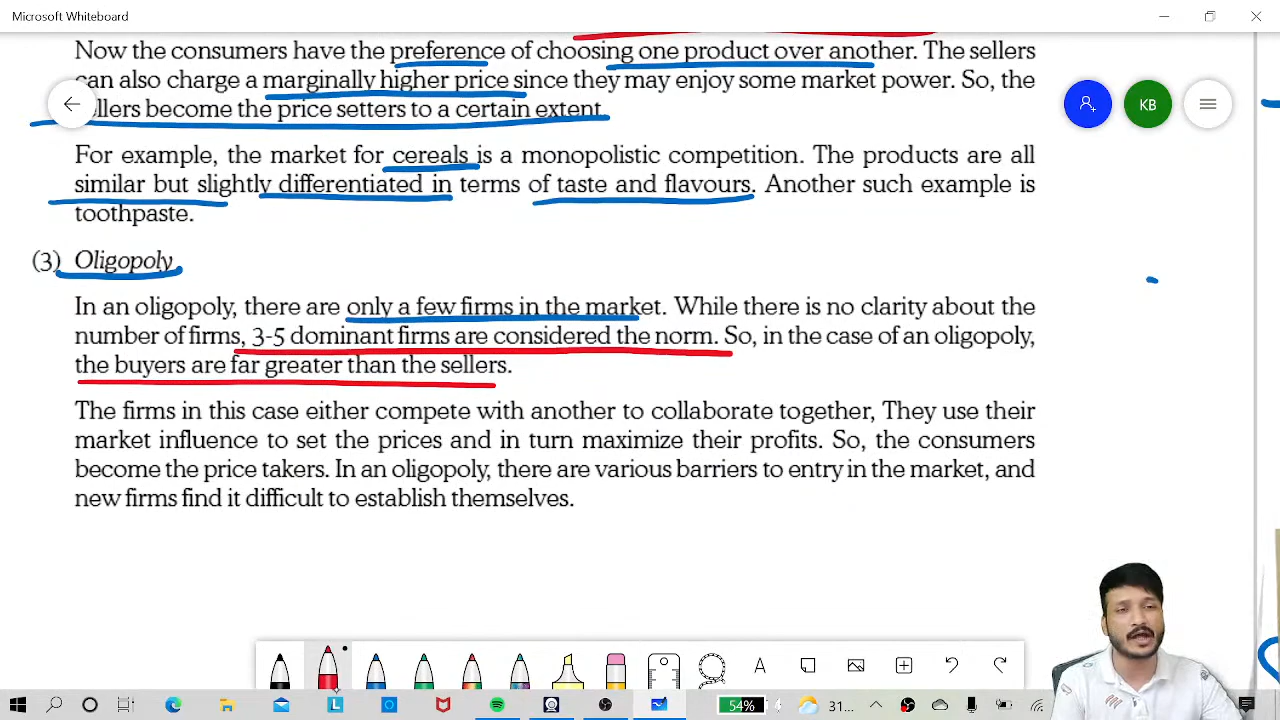 Microsoft Whiteboard
Now the consumers have the preference of choosing one product over another. The sellers
can also charge a marginally higher price since they may enjoy some market power. So, the
ellers become the price setters to a certain extent.
KB
For example, the market for cereals is a monopolistic competition. The products are all
similar but slightly differentiated in terms of taste and flavours. Another such example is
toothpaste.
(3) Oligopoly
In an oligopoly, there are only a few firms in the market. While there is no clarity about the
number of firms, 3-5 dominant firms are considered the norm. So, in the case of an oligopoly,
the buyers are far greater than the sellers.
The firms in this case either compete with another to collaborate together, They use their
market influence to set the prices and in turn maximize their profits. So, the consumers
become the price takers. In an oligopoly, there are various barriers to entry in the market, and
new firms find it difficult to establish themselves.
A
L
54%
31...